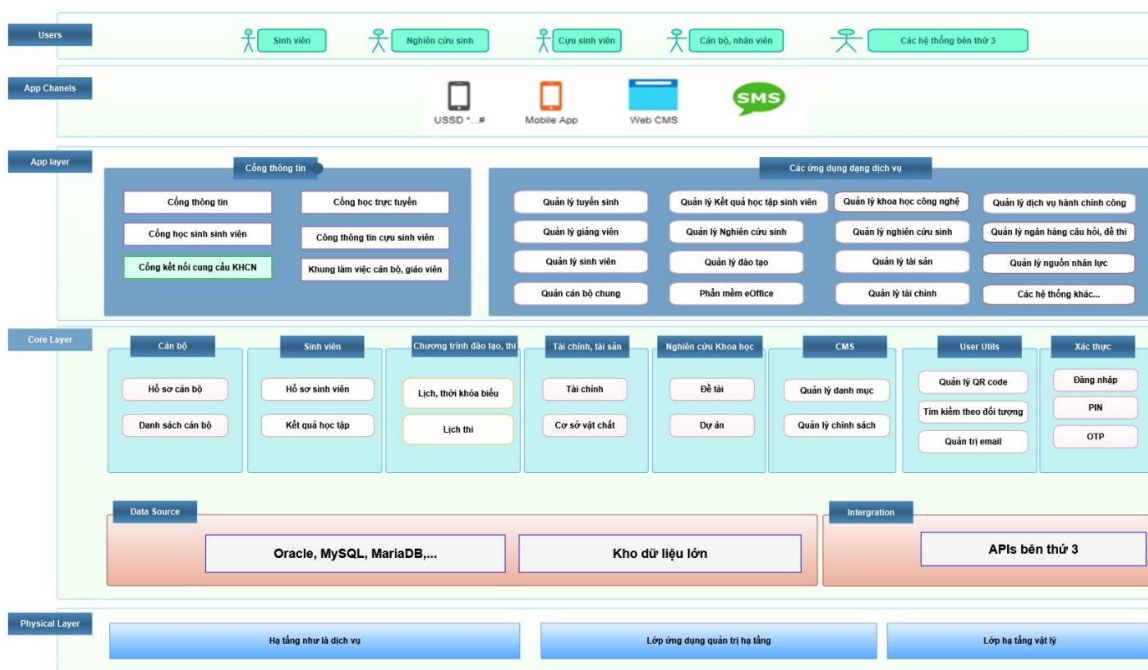 Users
Sinh viên
Nghiên cứu sinh
Cựu sinh viên
Cán bộ, nhân viên
Các hệ thống bên thứ 3
App Chanels
USSD *...#
Mobile App
Web CMS
SMS
App layer
Cổng thông tin
Cổng thông tin
Cổng học trực tuyến
Cổng học sinh sinh viên
Công thông tin cựu sinh viên
Cổng kết nối cung cầu KHCN
Khung làm việc cán bộ, giáo viên
Các ứng dụng dạng dịch vụ
Quản lý tuyển sinh
Quản lý Kết quả học tập sinh viên
Quản lý khoa học công nghệ
Quản lý dịch vụ hành chính công
Quản lý giảng viên
Quản lý Nghiên cứu sinh
Quản lý nghiên cứu sinh
Quản lý ngân hàng câu hỏi, đề thi
Quản lý sinh viên
Quản lý đào tạo
Quản lý tài sản
Quản lý nguồn nhân lực
Quản cán bộ chung
Phần mềm eOffice
Quản lý tài chính
Các hệ thống khác...
Core Layer
Cán bộ
Hồ sơ cán bộ
Danh sách cán bộ
Sinh viên
Hồ sơ sinh viên
Kết quả học tập
Chương trình đào tạo, thi
Lịch, thời khóa biểu
Lịch thi
Tài chính, tài sản
Tài chính
Cơ sở vật chất
Nghiên cứu Khoa học
Đề tài
Dự án
CMS
Quản lý danh mục
Quản lý chính sách
User Utils
Quản lý QR code
Tìm kiếm theo đối tượng
Quản trị email
Xác thực
Đăng nhập
PIN
OTP
Data Source
Oracle, MySQL, MariaDB,...
Kho dữ liệu lớn
Intergration
APIs bên thứ 3
Physical Layer
Hạ tầng như là dịch vụ
Lớp ứng dụng quản trị hạ tầng
Lớp hạ tầng vật lý